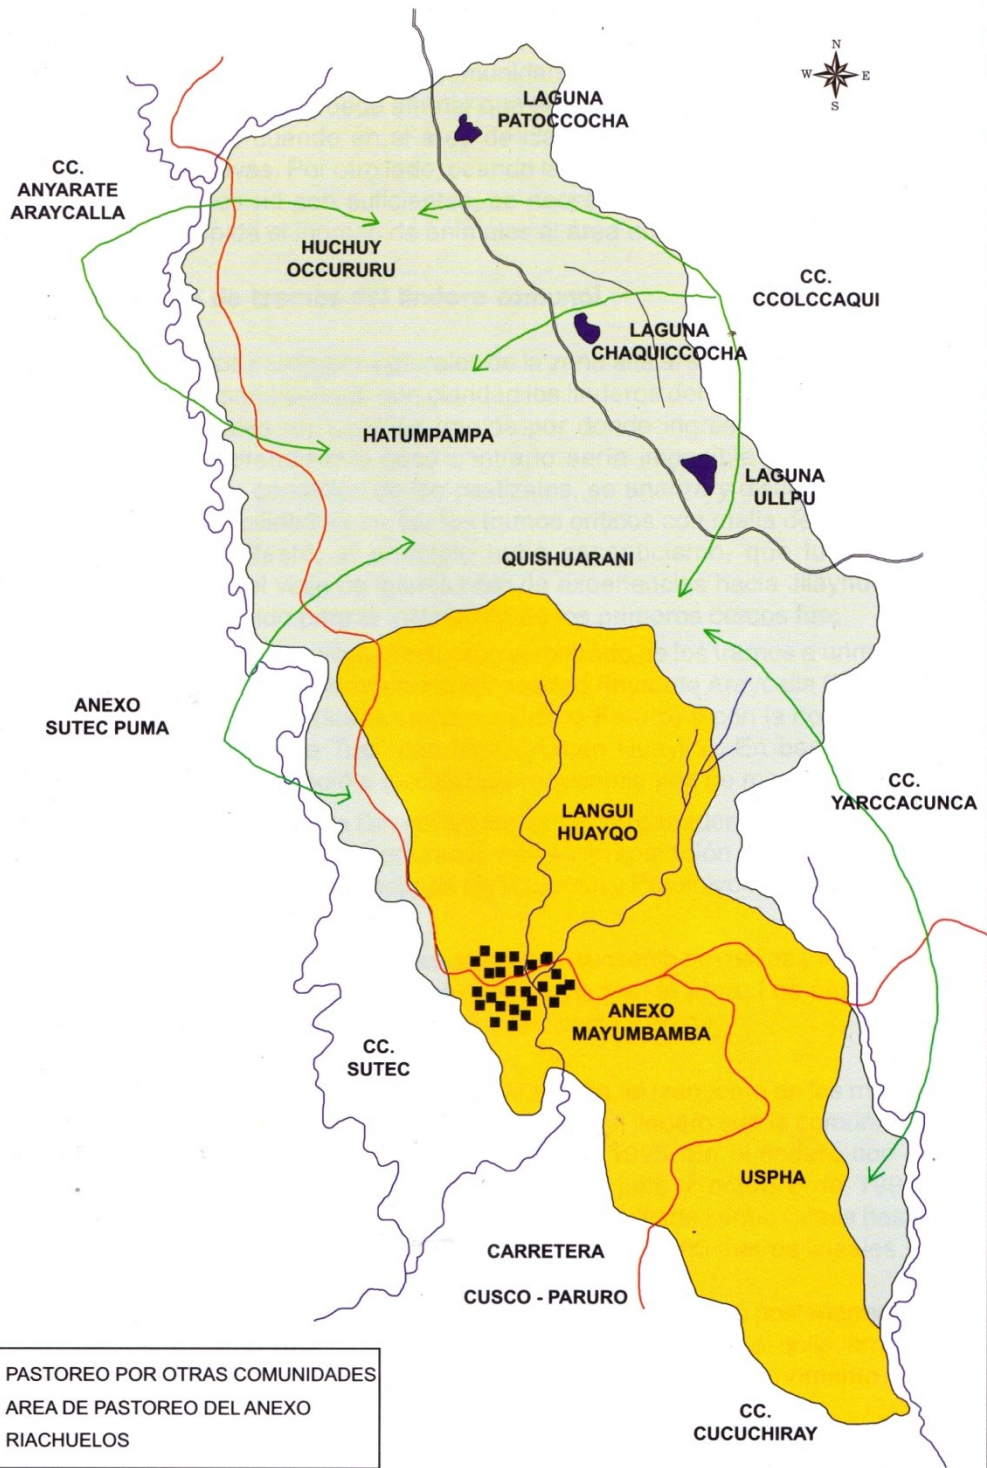 N
W E
S
LAGUNA
PATOCCOCHA
CC.
ANYARATE
ARAYCALLA
HUCHUY
OCCURURU
CC.
CCOLCCAQUI
LAGUNA
CHAQUICCOCHA
HATUMPAMPA
LAGUNA
ULLPU
QUISHUARANI
ANEXO
SUTEC PUMA
CC.
YARCCACUNCA
LANGUI
HUAYQO
ANEXO
MAYUMBAMBA
CC.
SUTEC
USPHA
CARRETERA
CUSCO - PARURO
CC.
CUCUCHIRAY
PASTOREO POR OTRAS COMUNIDADES
AREA DE PASTOREO DEL ANEXO
RIACHUELOS